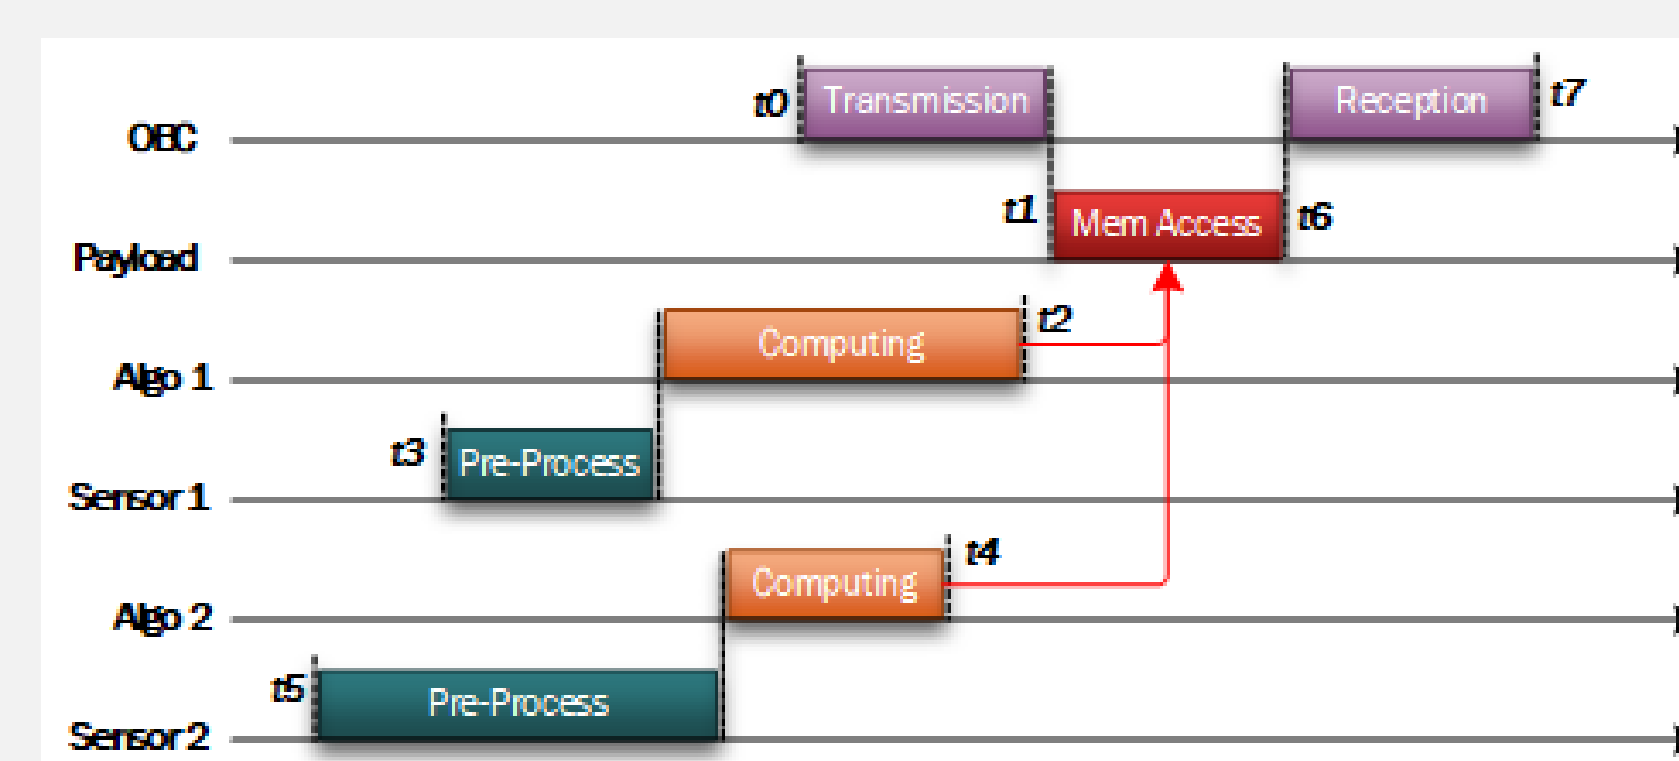 t0 Transmission Reception t7
OBC
t1 Mem Access t6
Payload
Computing t2
Algo 1
t3 Pre-Process
Sensor 1
Computing t4
Algo 2
t5 Pre-Process
Sensor 2